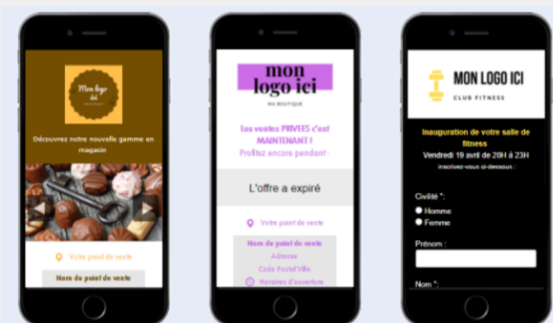 Mon logo
ici
Découvrez notre nouvelle gamme en
magasin
Votre point de vente
Nom du point de vente
mon
logo ici
MA BOUTIQUE
Les ventes PRIVEES c'est
MAINTENANT !
Profitez encore pendant :
L'offre a expiré
Votre point de vente
Nom du point de vente
Adresse
Code Postal Ville
Horaires d'ouverture
MON LOGO ICI
CLUB FITNESS
Inauguration de votre salle de
fitness
Vendredi 19 avril de 20H à 23H
Inscrivez-vous ci-dessous :
Civilité *:
Homme
Femme
Prénom :
Nom *: